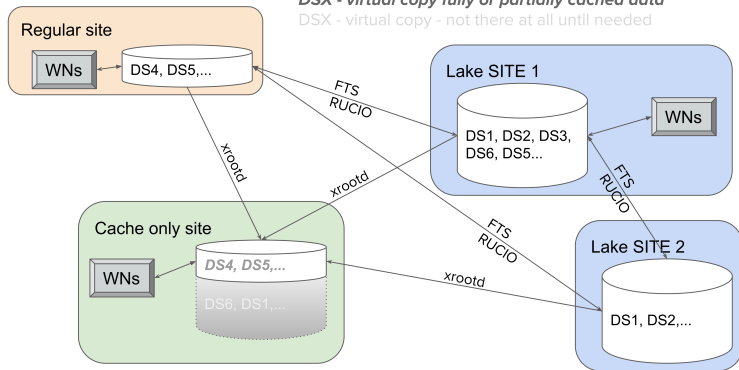 DSX - virtual copy fully or partially cached data
DSX - virtual copy - not there at all until needed
Regular site
WNs
DS4, DS5,...
FTS
RUCIO
Lake SITE 1
DS1, DS2, DS3,
DS6, DS5...
WNs
xrootd
xrootd
FTS
RUCIO
Cache only site
WNs
DS4, DS5,...
DS6, DS1,...
FTS
RUCIO
xrootd
Lake SITE 2
DS1, DS2,...